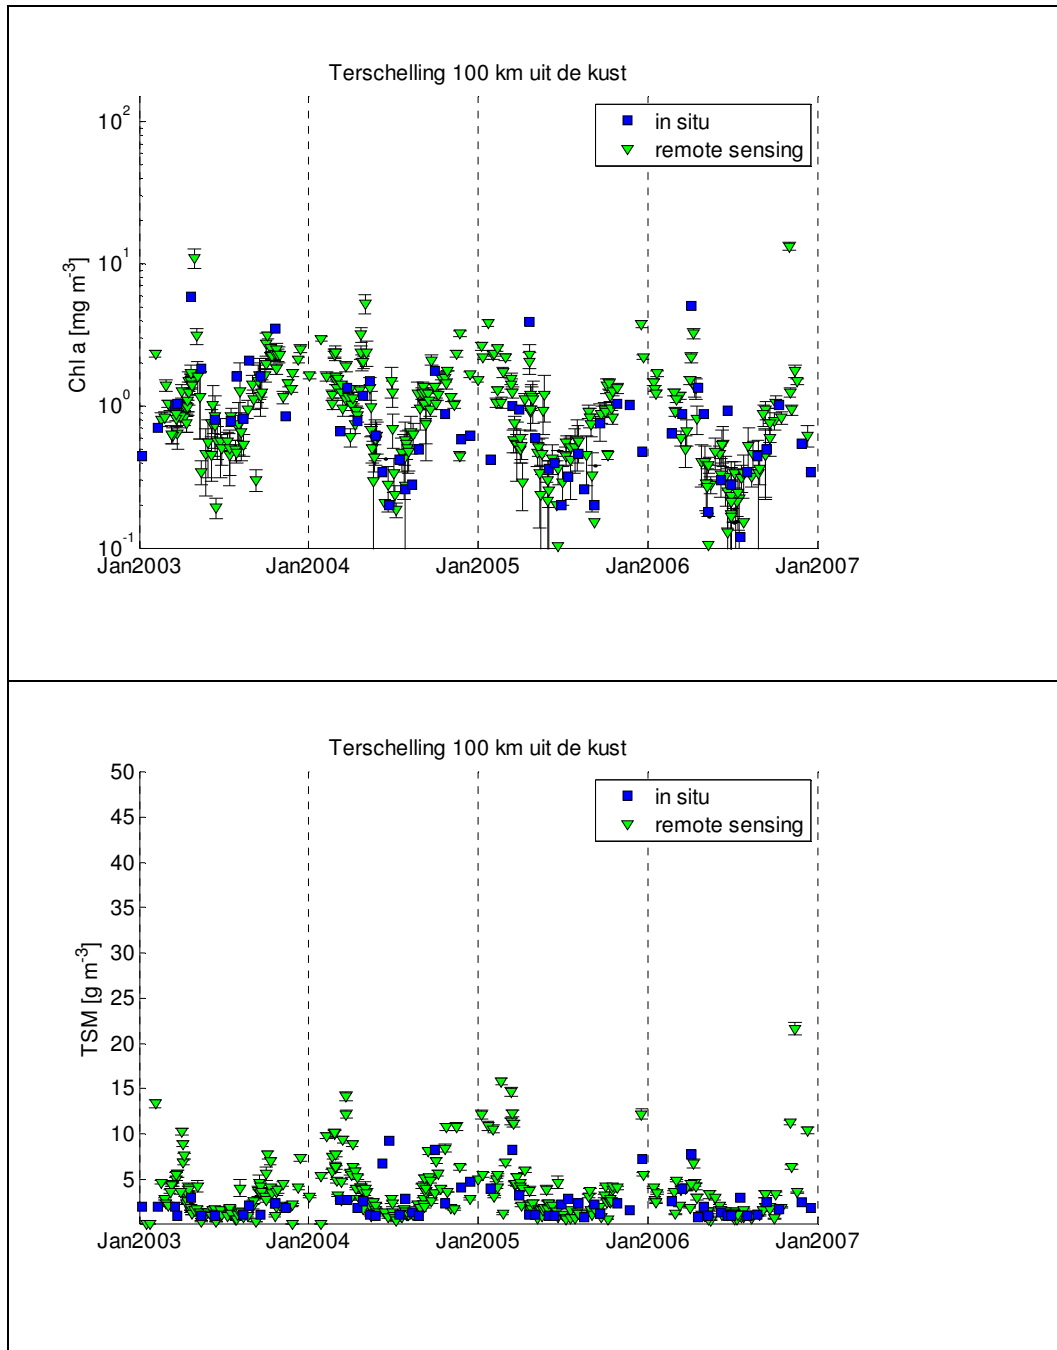 Terschelling 100 km uit de kust
in situ
remote sensing
Chl a [mg m-3]
10^2
10^1
10^0
10^-1
Jan2003 Jan2004 Jan2005 Jan2006 Jan2007
Terschelling 100 km uit de kust
in situ
remote sensing
TSM [g m-3]
50
45
40
35
30
25
20
15
10
5
Jan2003 Jan2004 Jan2005 Jan2006 Jan2007